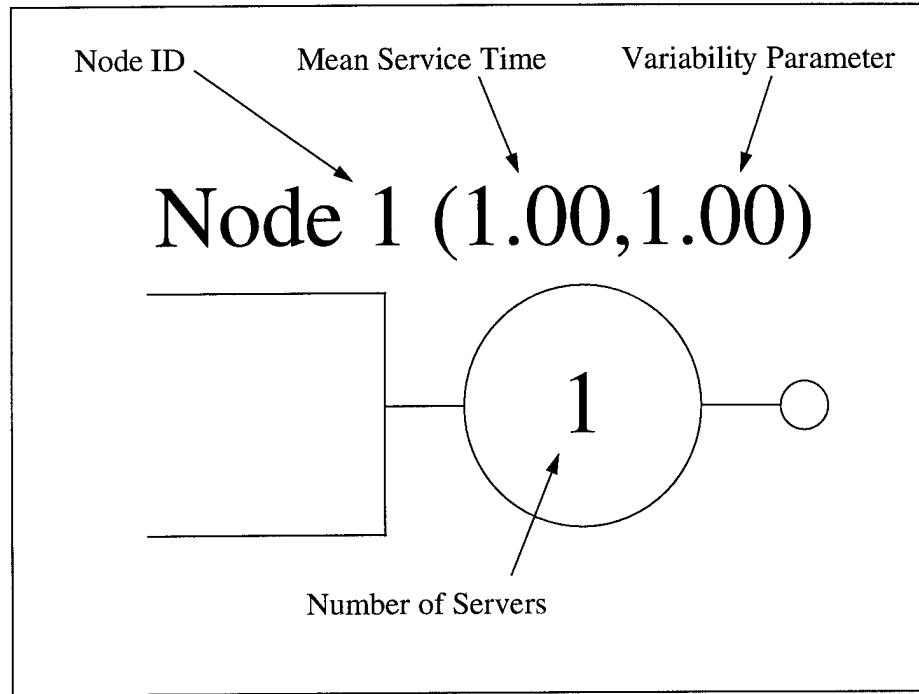 Node ID Mean Service Time Variability Parameter
Node 1 (1.00,1.00)
1
Number of Servers